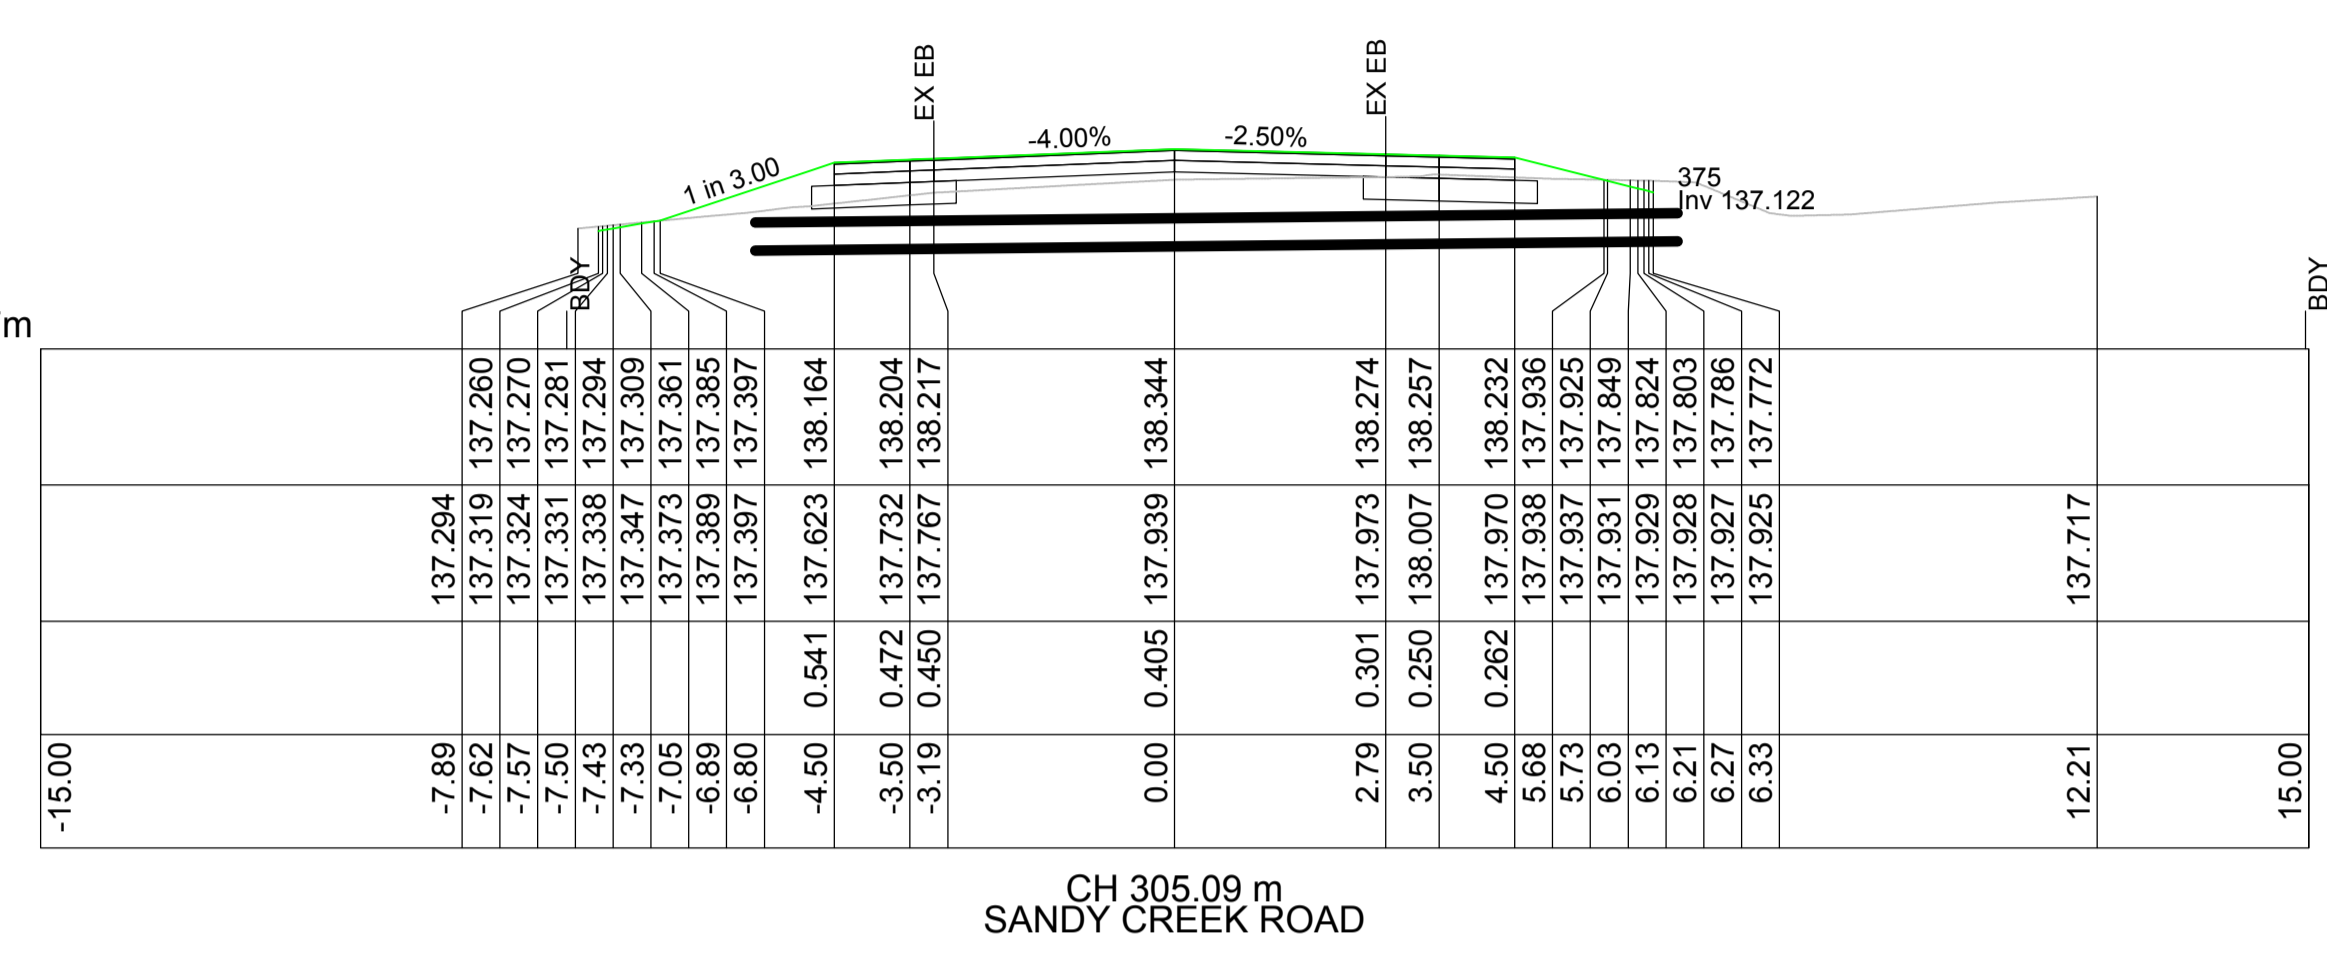 EX EB
EX EB
-4.00%
-2.50%
1 in 3.00
375
Inv 137.122
BDY
BDY
m
137.260 137.270 137.281 137.294 137.309 137.361 137.385 137.397 138.164 138.204 138.217 138.344 138.274 138.257 138.232 137.936 137.925 137.849 137.824 137.803 137.786 137.772
137.294 137.319 137.324 137.331 137.338 137.347 137.373 137.389 137.397 137.623 137.732 137.767 137.939 137.973 138.007 137.970 137.938 137.937 137.931 137.929 137.928 137.927 137.925 137.717
0.541 0.472 0.450 0.405 0.301 0.250 0.262
-15.00 -7.89 -7.62 -7.57 -7.50 -7.43 -7.33 -7.05 -6.89 -6.80 -4.50 -3.50 -3.19 0.00 2.79 3.50 4.50 5.68 5.73 6.03 6.13 6.21 6.27 6.33 12.21 15.00
CH 305.09 m
SANDY CREEK ROAD